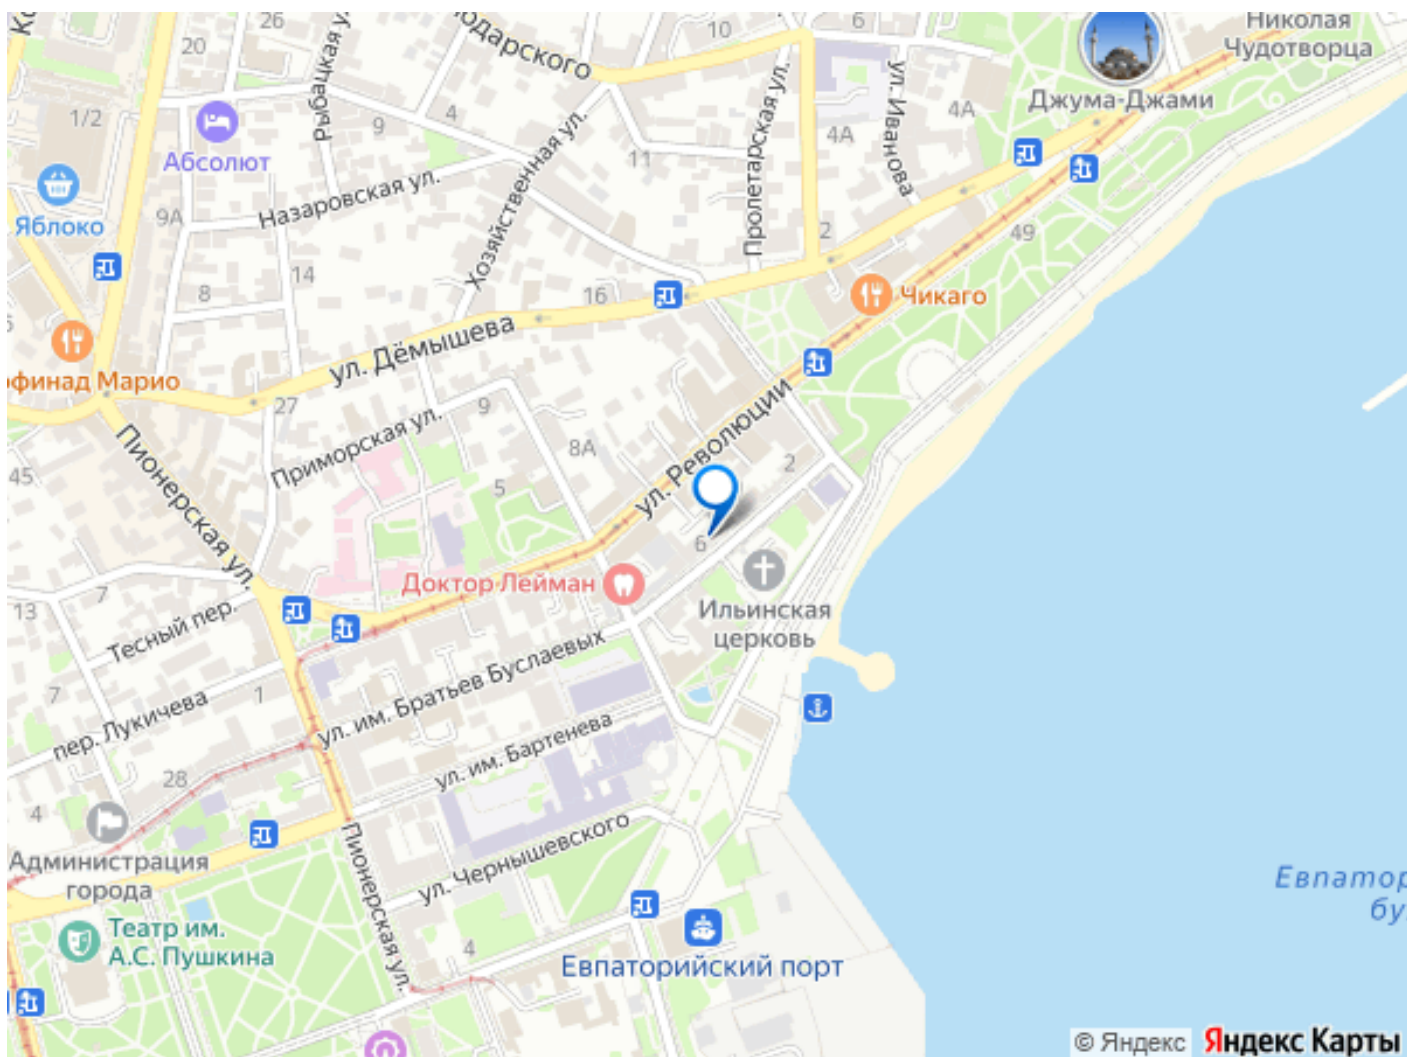 26
10
6
Николая
Чудотворца
20
Рыбацкая ул.
одарского
1/2
Абсолют
9
4
Хозяйственная ул.
11
Пролетарская ул.
4А
ул. Иванова
4А
Джума-Джами
Яблоко
9А
Назаровская ул.
2
49
14
8
16
Чикаго
ул. Дёмышева
финад Марио
27
Приморская ул.
9
8А
ул. Революции
2
45
Пионерская ул.
5
6
Доктор Лейман
Ильинская
церковь
13
7
Тесный пер.
7
пер. Лукичева
1
ул. им. Братьев Буслаевых
ул. им. Бартенева
28
4
Администрация
города
Пионерская ул.
ул. Чернышевского
Театр им.
А.С. Пушкина
4
Евпаторийский порт
Евпатор
бу
© Яндекс Яндекс Карты